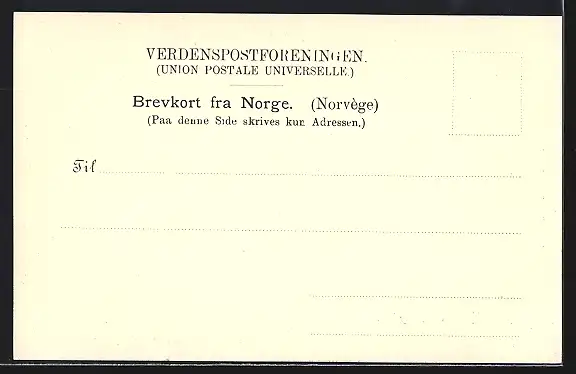 VERDENSPOSTFORENINGEN.
(UNION POSTALE UNIVERSELLE.)
Brevkort fra Norge. (Norvège)
(Paa denne Side skrives kun Adressen.)
Til